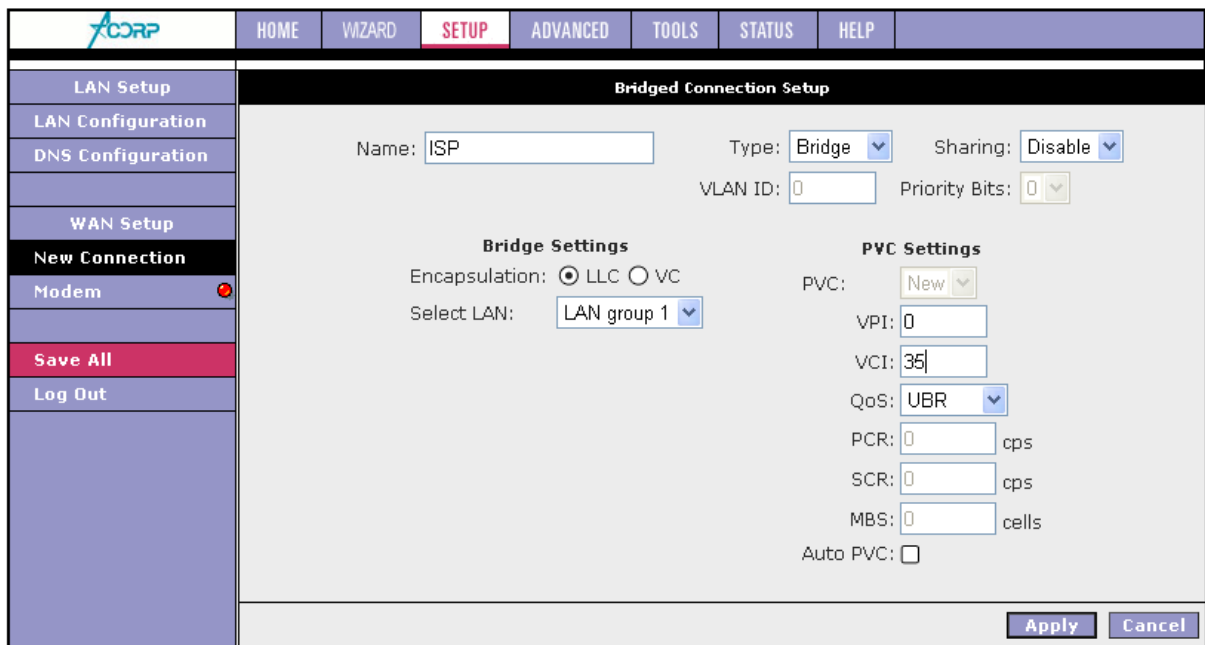 ACORP
HOME WIZARD SETUP ADVANCED TOOLS STATUS HELP
LAN Setup
LAN Configuration
DNS Configuration
WAN Setup
New Connection
Modem
Save All
Log Out
Bridged Connection Setup
Name: ISP Type: Bridge Sharing: Disable
VLAN ID: 0 Priority Bits: 0
Bridge Settings
Encapsulation: LLC VC
Select LAN: LAN group 1
PVC Settings
PVC: New
VPI: 0
VCI: 35
QoS: UBR
PCR: 0 cps
SCR: 0 cps
MBS: 0 cells
Auto PVC:
Apply Cancel